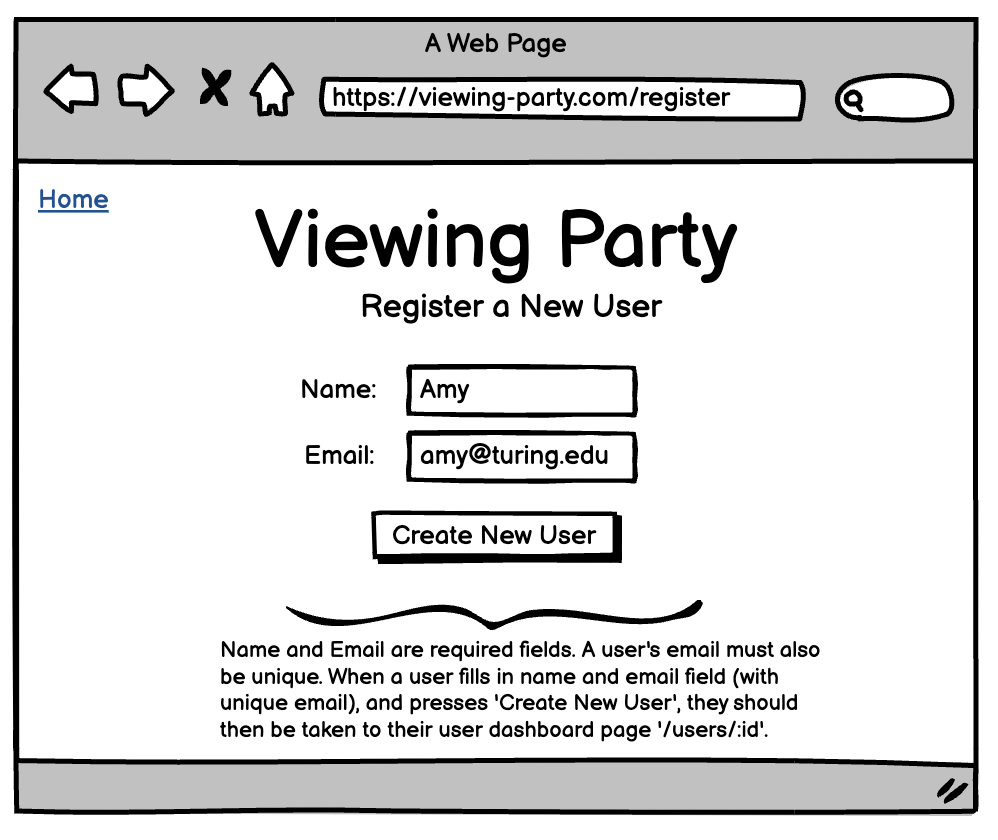 A Web Page
https://viewing-party.com/register
Home
Viewing Party
Register a New User
Name: Amy
Email: amy@turing.edu
Create New User
Name and Email are required fields. A user's email must also
be unique. When a user fills in name and email field (with
unique email), and presses 'Create New User', they should
then be taken to their user dashboard page '/users/:id'.